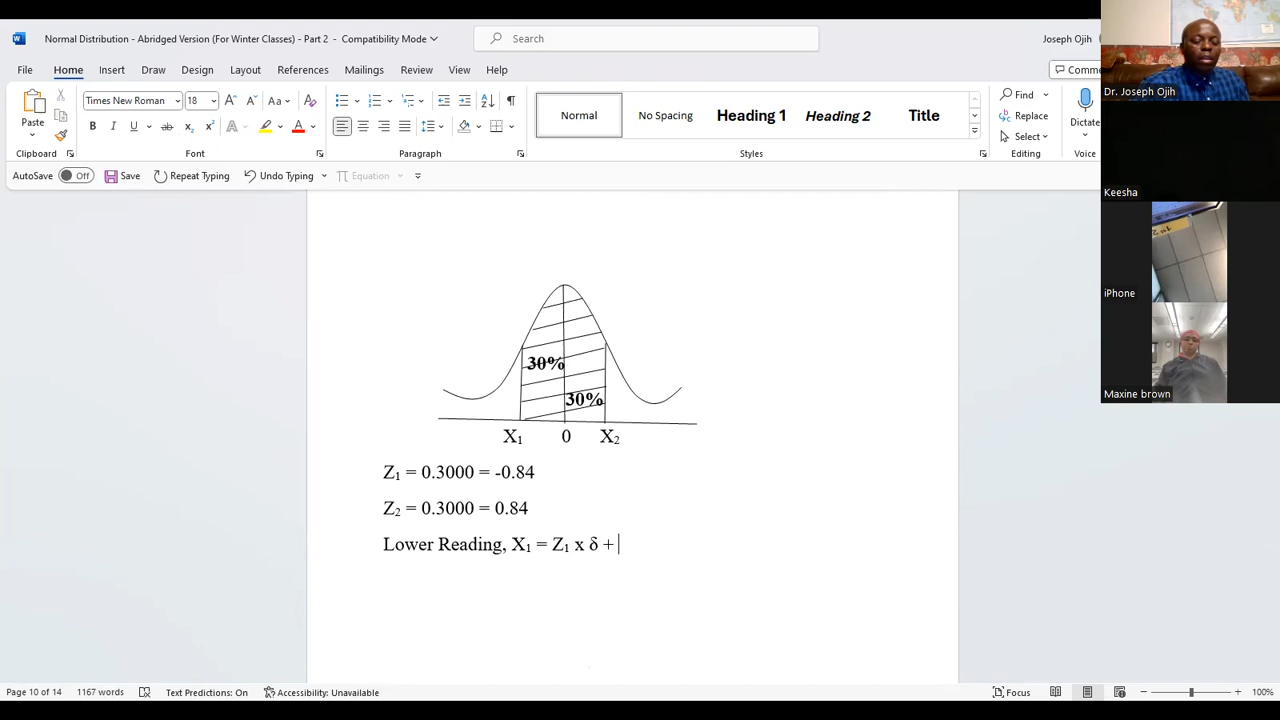 Normal Distribution - Abridged Version (For Winter Classes) - Part 2 - Compatibility Mode
Search
Joseph Ojih
File Home Insert Draw Design Layout References Mailings Review View Help
Comme
Paste
Clipboard
Times New Roman 18
Font
Paragraph
Normal No Spacing Heading 1 Heading 2 Title
Styles
Find
Replace
Select
Editing
Dictate
Voice
AutoSave Off Save Repeat Typing Undo Typing Equation
Dr. Joseph Ojih
Keesha
iPhone
Maxine brown
30%
30%
X₁ 0 X₂
Z₁ = 0.3000 = -0.84
Z₂ = 0.3000 = 0.84
Lower Reading, X₁ = Z₁ x δ +
Page 10 of 14 1167 words Text Predictions: On Accessibility: Unavailable Focus 100%